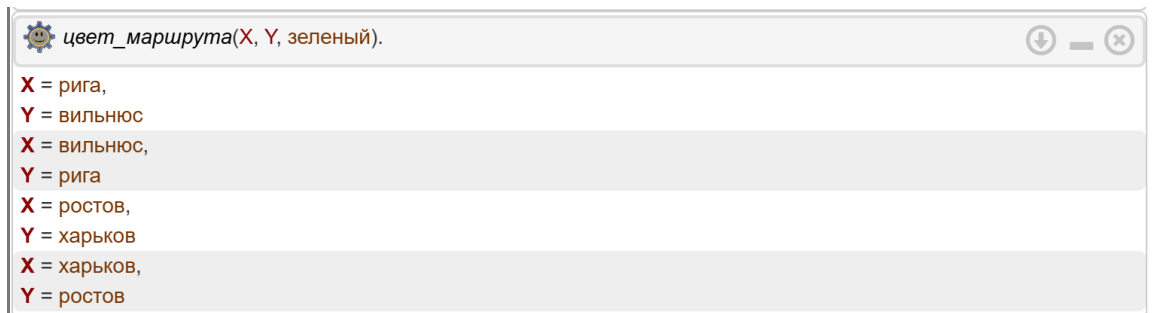 цвет_маршрута(X, Y, зеленый).
X = рига,
Y = вильнюс
X = вильнюс,
Y = рига
X = ростов,
Y = харьков
X = харьков,
Y = ростов